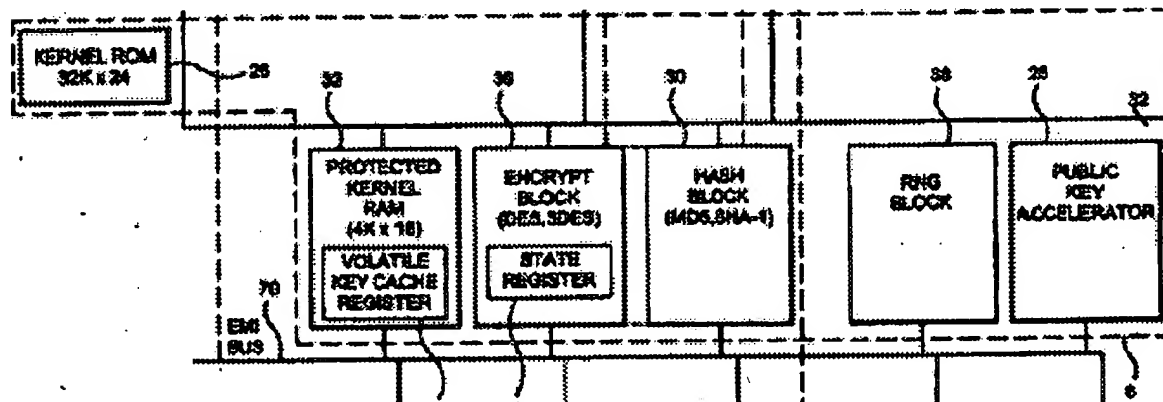 KERNEL ROM
32K x 24
26
32
36
30
38
28
22
PROTECTED
KERNEL
RAM
(4K x 16)
VOLATILE
KEY CACHE
REGISTER
ENCRYPT
BLOCK
(DES,3DES)
STATE
REGISTER
HASH
BLOCK
(MD5,SHA-1)
RNG
BLOCK
PUBLIC
KEY
ACCELERATOR
70
EMI
BUS
6